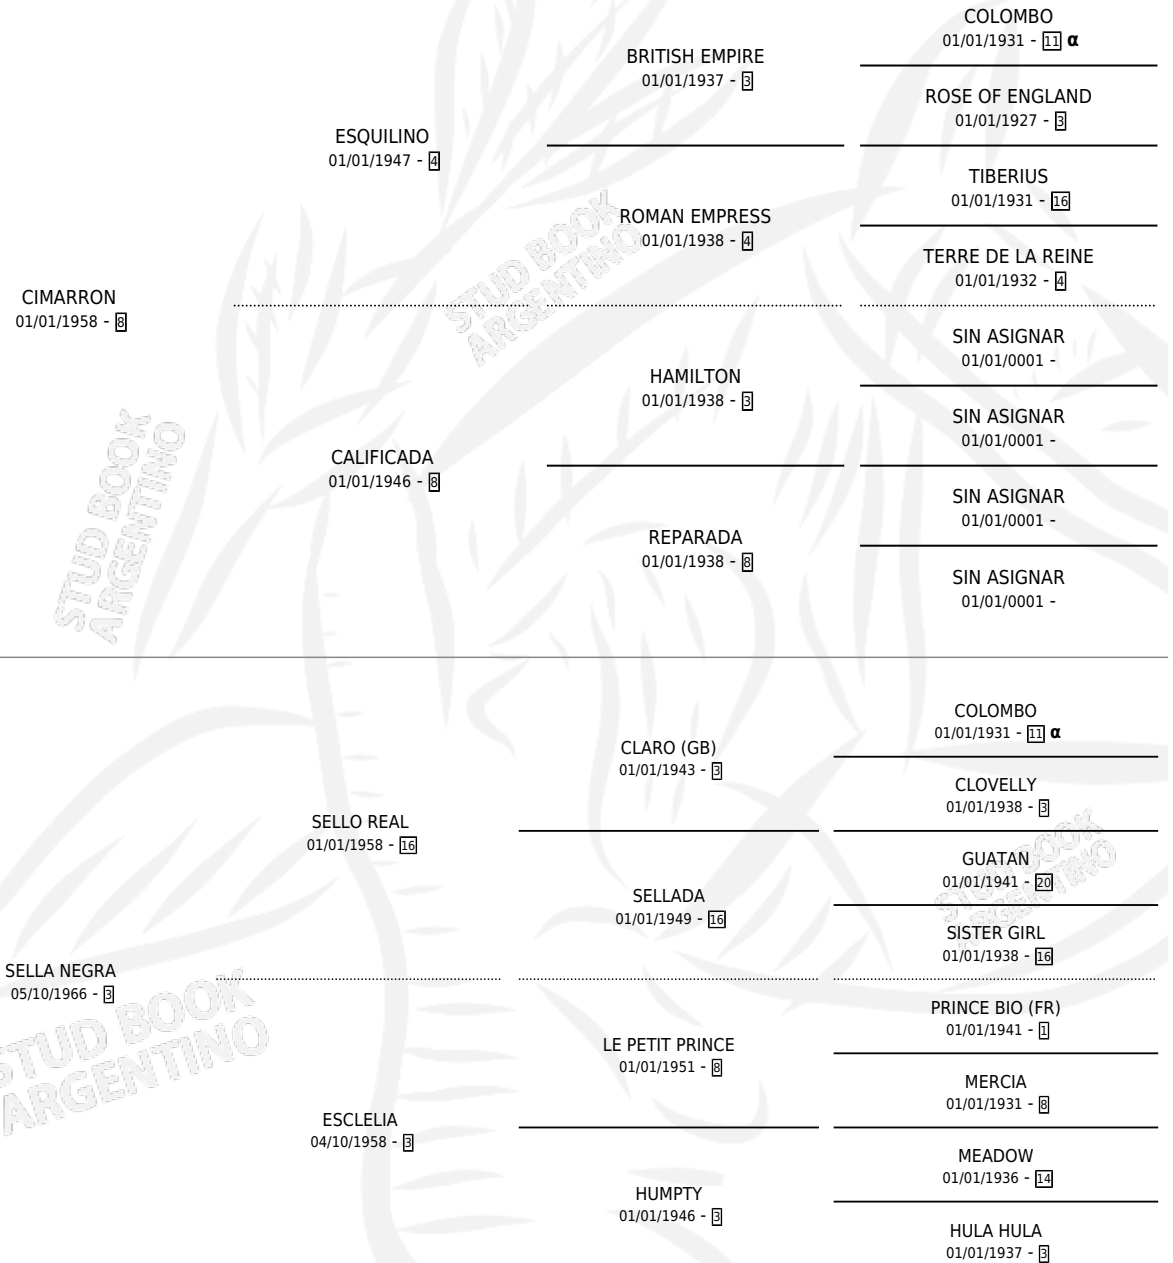 COLOMBO
01/01/1931 - 11 α
BRITISH EMPIRE
01/01/1937 - 3
ROSE OF ENGLAND
01/01/1927 - 3
ESQUILINO
01/01/1947 - 4
TIBERIUS
01/01/1931 - 16
ROMAN EMPRESS
01/01/1938 - 4
TERRE DE LA REINE
01/01/1932 - 4
CIMARRON
01/01/1958 - 8
SIN ASIGNAR
01/01/0001 -
HAMILTON
01/01/1938 - 3
SIN ASIGNAR
01/01/0001 -
CALIFICADA
01/01/1946 - 8
SIN ASIGNAR
01/01/0001 -
REPARADA
01/01/1938 - 8
SIN ASIGNAR
01/01/0001 -
STUD BOOK
ARGENTINO
STUD BOOK
ARGENTINO
COLOMBO
01/01/1931 - 11 α
CLARO (GB)
01/01/1943 - 3
CLOVELLY
01/01/1938 - 3
SELLO REAL
01/01/1958 - 16
GUATAN
01/01/1941 - 20
SELLADA
01/01/1949 - 16
SISTER GIRL
01/01/1938 - 16
SELLA NEGRA
05/10/1966 - 3
PRINCE BIO (FR)
01/01/1941 - 1
LE PETIT PRINCE
01/01/1951 - 8
MERCIA
01/01/1931 - 8
ESCLELIA
04/10/1958 - 3
MEADOW
01/01/1936 - 14
HUMPTY
01/01/1946 - 3
HULA HULA
01/01/1937 - 3
STUD BOOK
ARGENTINO
STUD BOOK
ARGENTINO